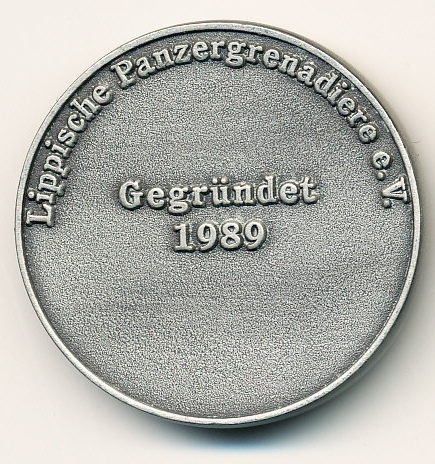 Lippische Panzergrenadiere e.V.
Gegründet
1989